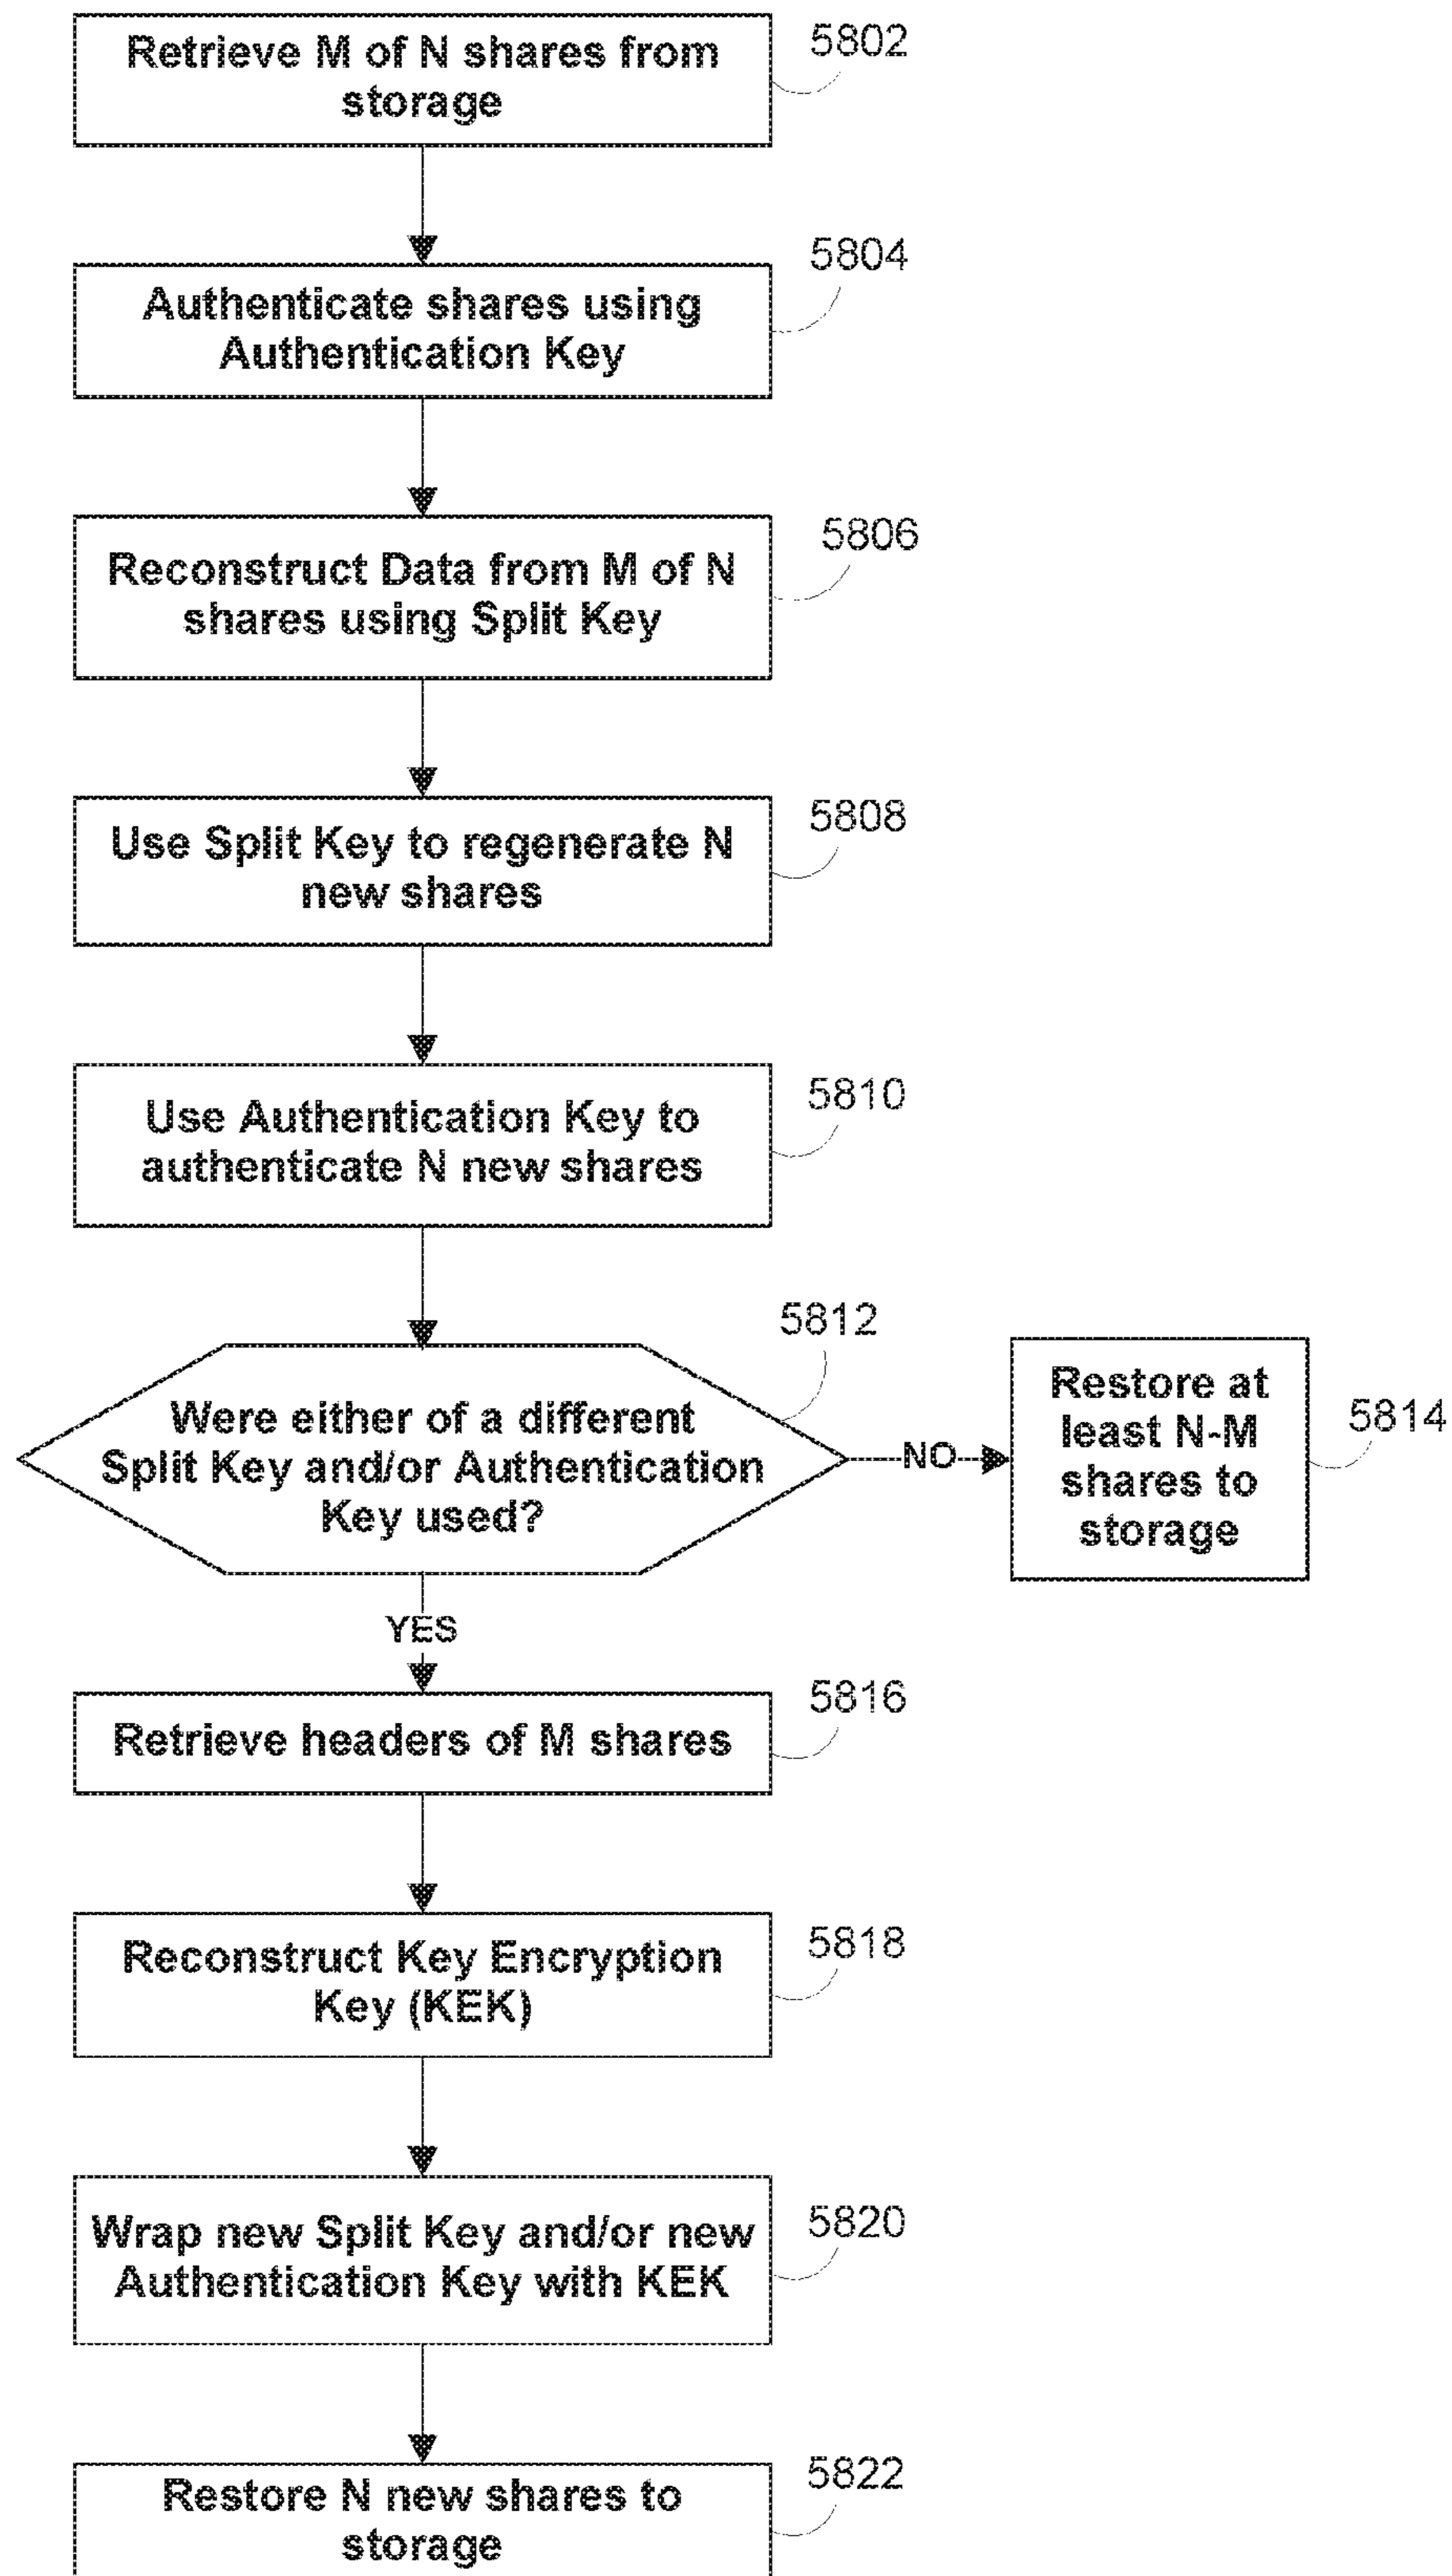 Retrieve M of N shares from
storage
5802
Authenticate shares using
Authentication Key
5804
Reconstruct Data from M of N
shares using Split Key
5806
Use Split Key to regenerate N
new shares
5808
Use Authentication Key to
authenticate N new shares
5810
Were either of a different
Split Key and/or Authentication
Key used?
5812
NO
Restore at
least N-M
shares to
storage
5814
YES
Retrieve headers of M shares
5816
Reconstruct Key Encryption
Key (KEK)
5818
Wrap new Split Key and/or new
Authentication Key with KEK
5820
Restore N new shares to
storage
5822